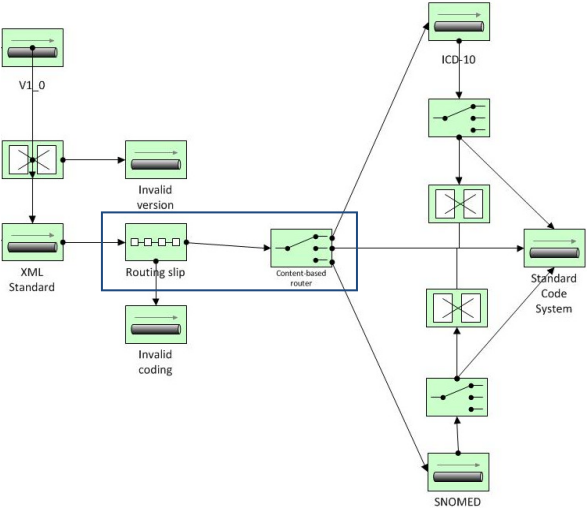 ICD-10
V1_0
Invalid
version
XML
Standard
Routing slip
Content-based
router
Standard
Code
System
Invalid
coding
SNOMED